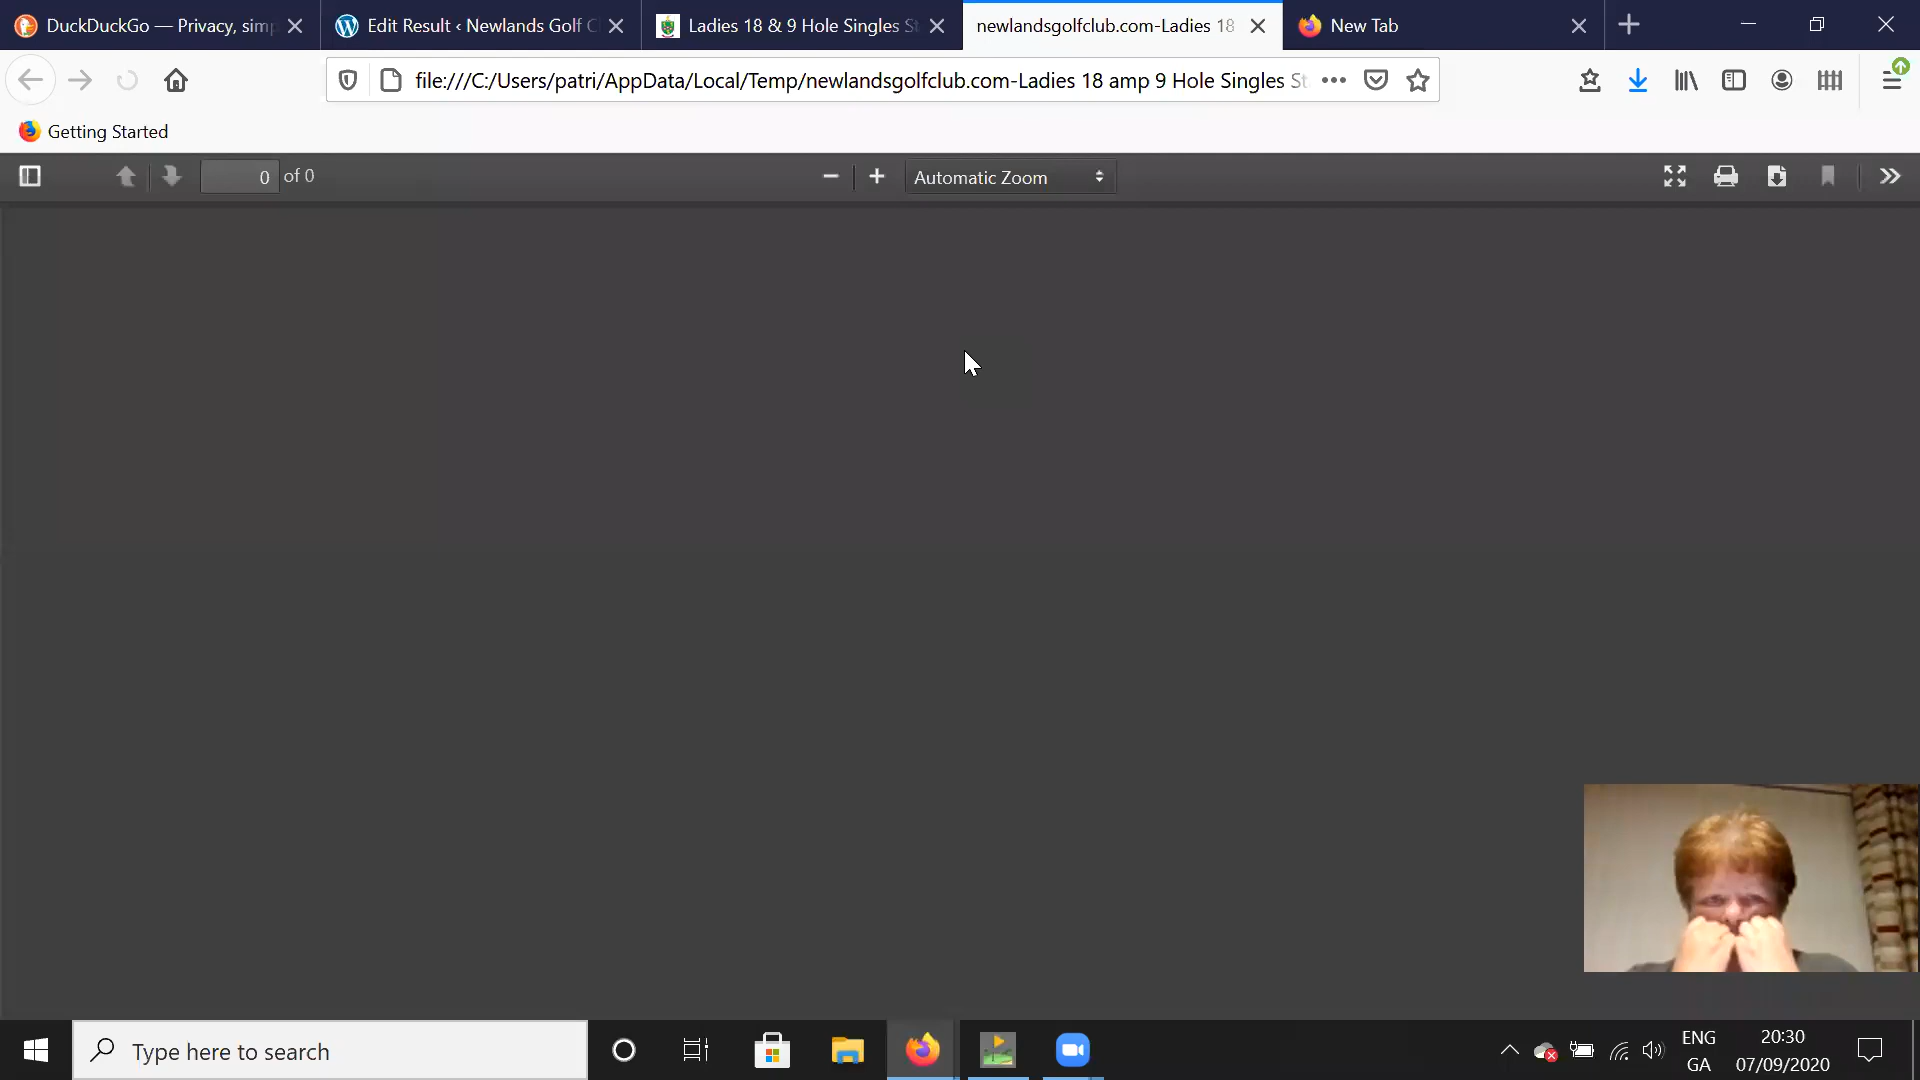 DuckDuckGo — Privacy, simp
Edit Result ‹ Newlands Golf C
Ladies 18 & 9 Hole Singles St
newlandsgolfclub.com-Ladies 18
New Tab
file:///C:/Users/patri/AppData/Local/Temp/newlandsgolfclub.com-Ladies 18 amp 9 Hole Singles St
Getting Started
0 of 0
Automatic Zoom
Type here to search
ENG
GA
20:30
07/09/2020